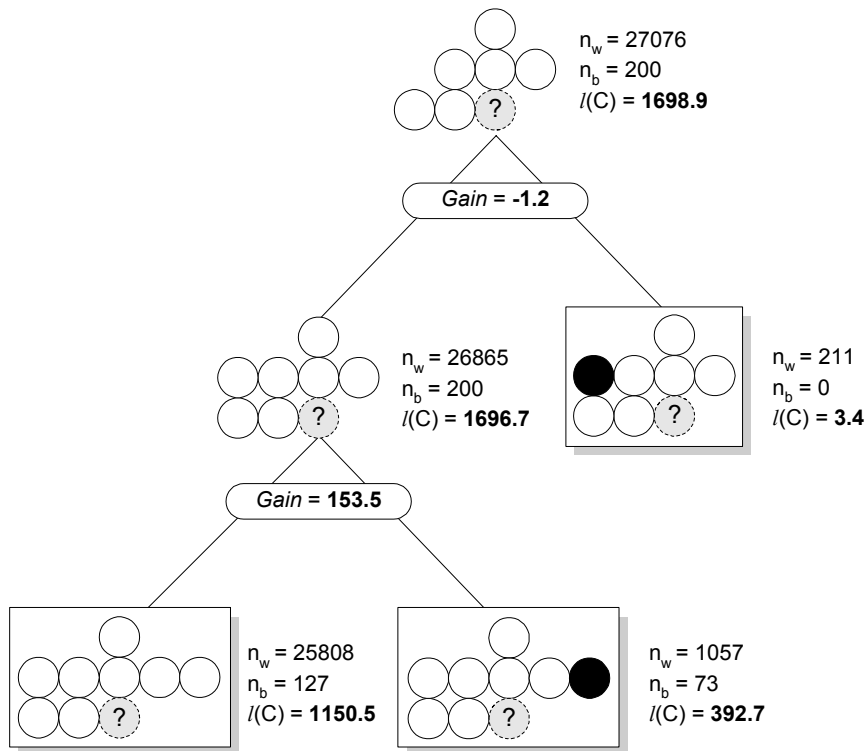 n_w = 27076
n_b = 200
l(C) = 1698.9
?
Gain = -1.2
n_w = 26865
n_b = 200
l(C) = 1696.7
?
n_w = 211
n_b = 0
l(C) = 3.4
?
Gain = 153.5
n_w = 25808
n_b = 127
l(C) = 1150.5
?
n_w = 1057
n_b = 73
l(C) = 392.7
?